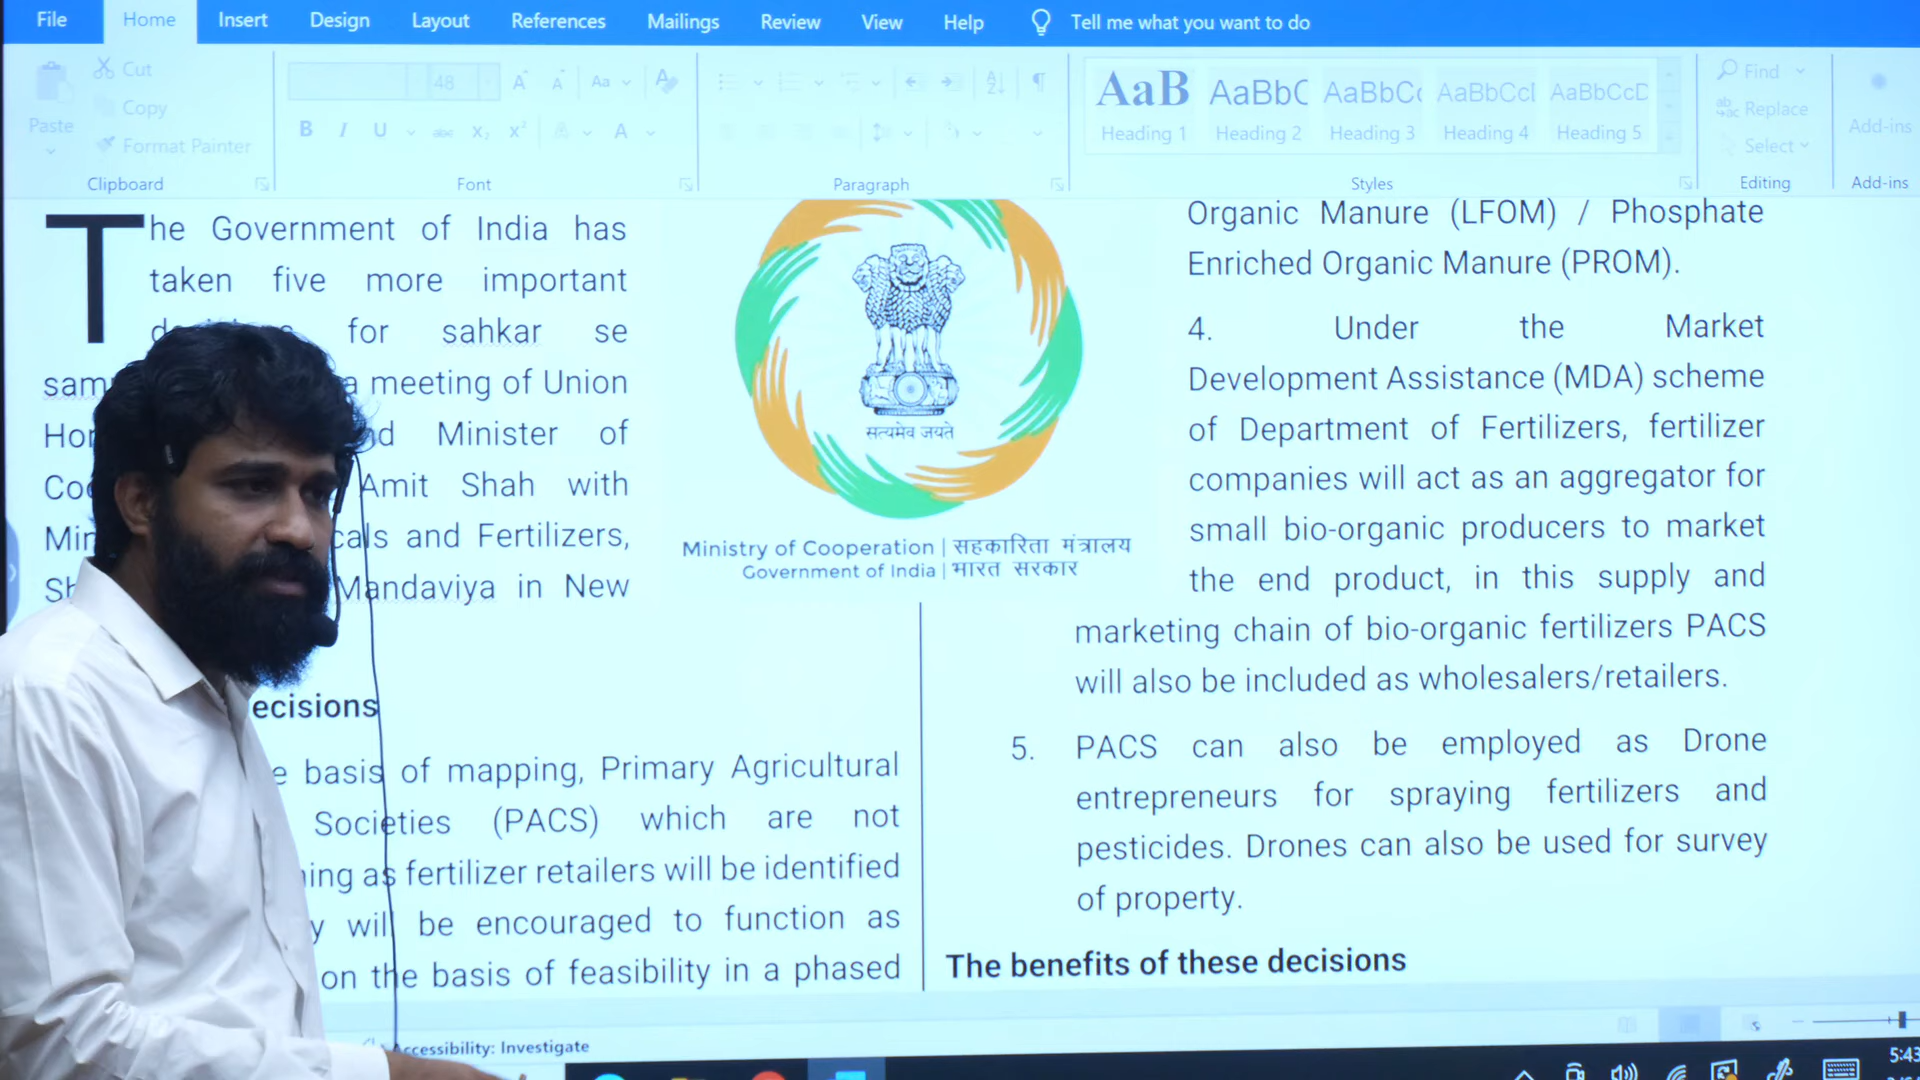 File Home Insert Design Layout References Mailings Review View Help Tell me what you want to do
Cut
Copy
Paste
Format Painter
Clipboard
48
Aa
B I U abc X₂ X² A
Font
Paragraph
AaB AaBbC AaBbCc AaBbCcI AaBbCcD
Heading 1 Heading 2 Heading 3 Heading 4 Heading 5
Styles
Find
Replace
Select
Editing
Add-ins
Add-ins
The Government of India has
taken five more important
for sahkar se
a meeting of Union
Minister of
Amit Shah with
and Fertilizers,
Mandaviya in New
ecisions
basis of mapping, Primary Agricultural
Societies (PACS) which are not
as fertilizer retailers will be identified
will be encouraged to function as
on the basis of feasibility in a phased
सत्यमेव जयते
Ministry of Cooperation | सहकारिता मंत्रालय
Government of India | भारत सरकार
Organic Manure (LFOM) / Phosphate
Enriched Organic Manure (PROM).
4. Under the Market
Development Assistance (MDA) scheme
of Department of Fertilizers, fertilizer
companies will act as an aggregator for
small bio-organic producers to market
the end product, in this supply and
marketing chain of bio-organic fertilizers PACS
will also be included as wholesalers/retailers.
5. PACS can also be employed as Drone
entrepreneurs for spraying fertilizers and
pesticides. Drones can also be used for survey
of property.
The benefits of these decisions
Accessibility: Investigate
5:43